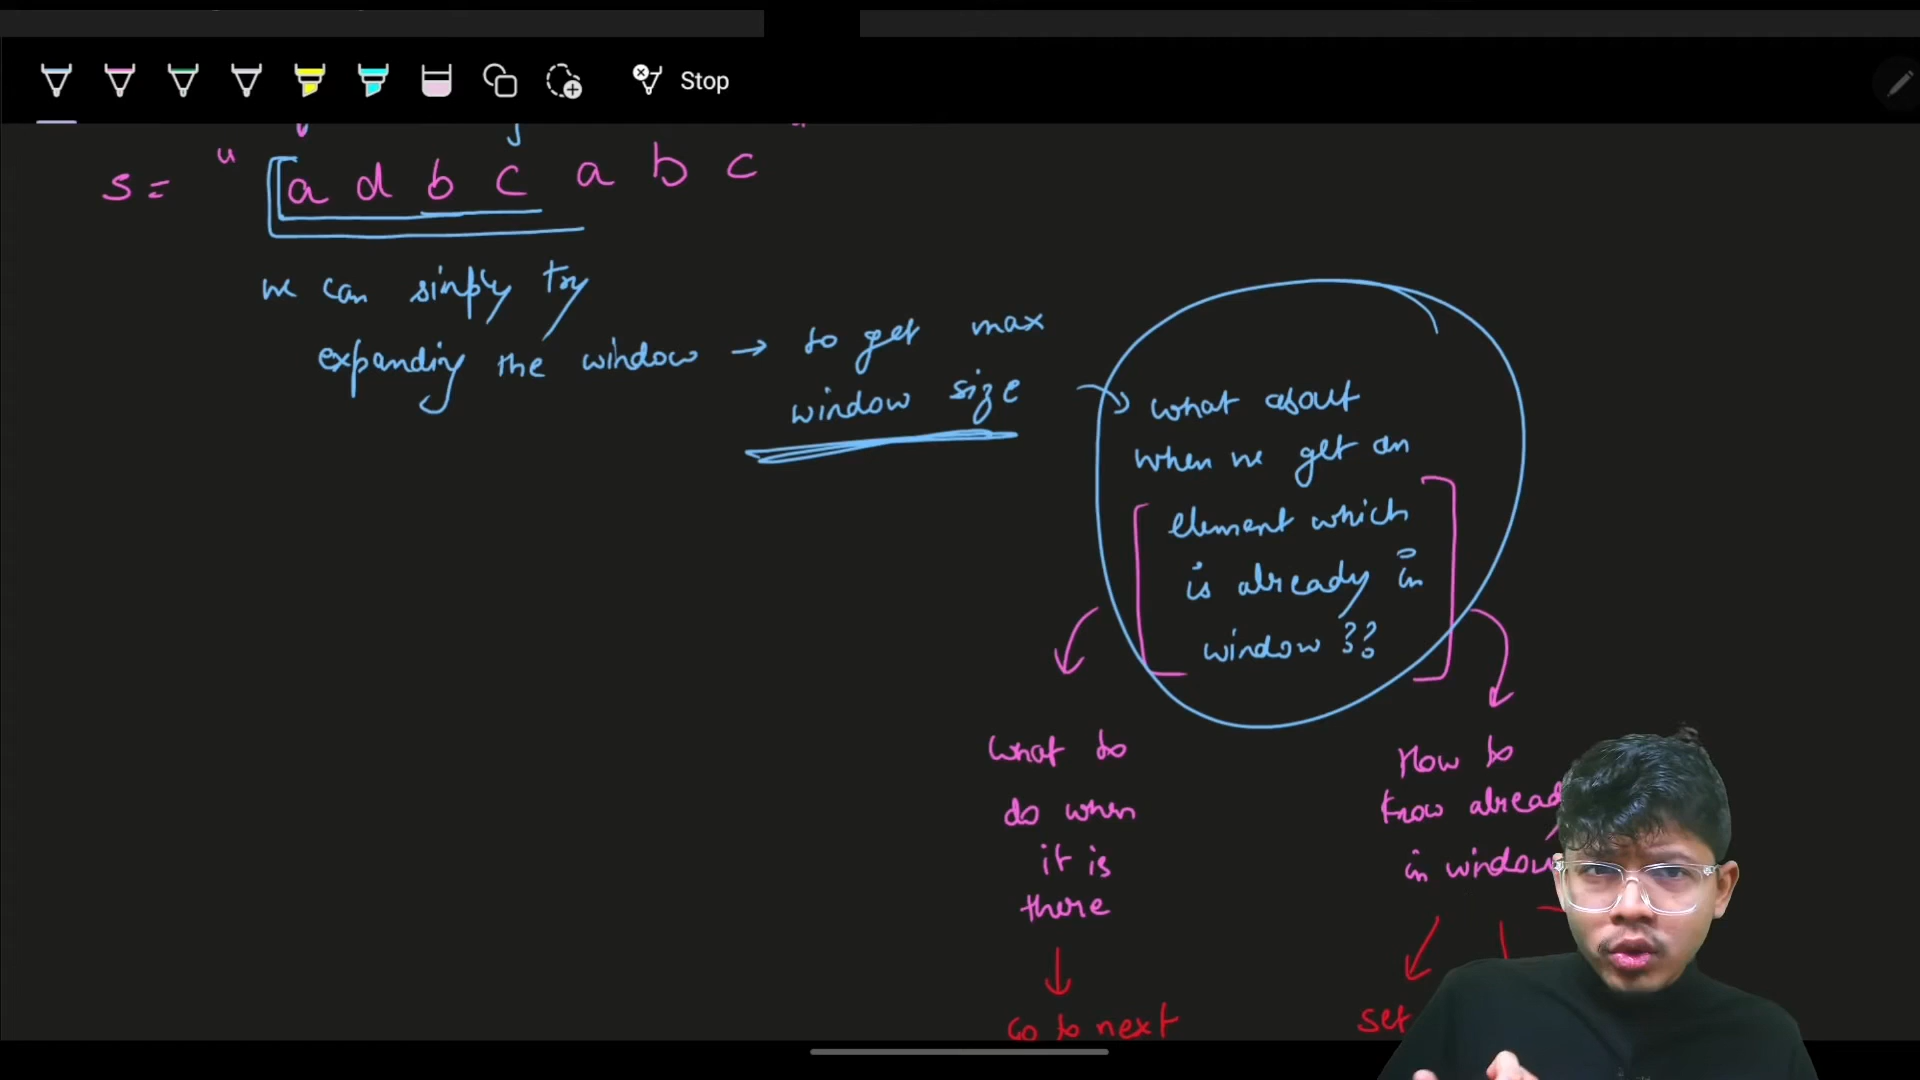 Stop
s = " a d b c a b c "
we can simply try
expanding the window → to get max
window size → what about
when we get an
element which
is already in
window ??
what to
do when
it is
there
↓
Go to next
How to
know already
in window
set